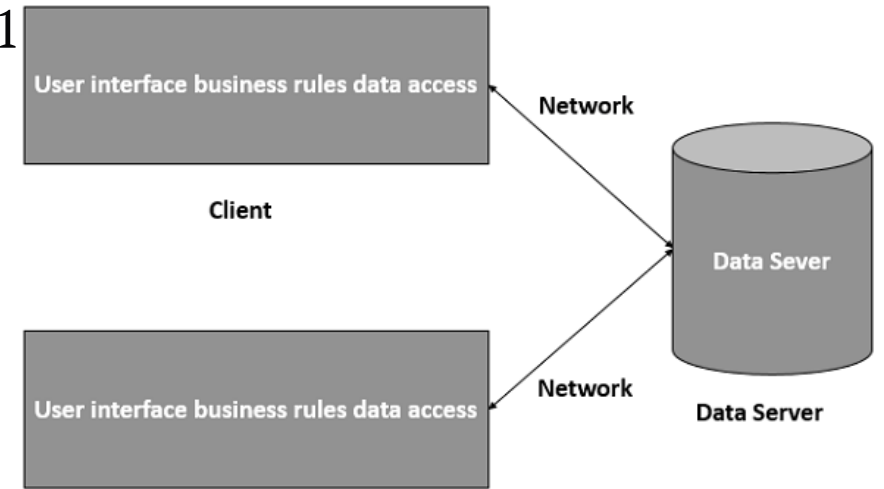 1
User interface business rules data access
Network
Client
Data Sever
User interface business rules data access
Network
Data Server